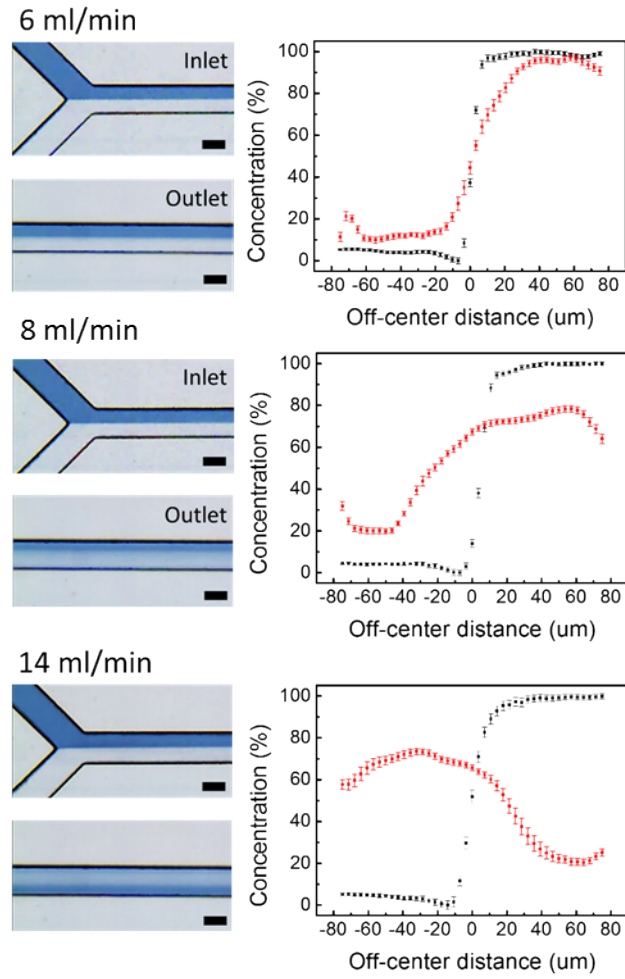 6 ml/min
Inlet
Outlet
Concentration (%)
100
80
60
40
20
0
-80 -60 -40 -20 0 20 40 60 80
Off-center distance (um)
8 ml/min
Inlet
Outlet
Concentration (%)
100
80
60
40
20
0
-80 -60 -40 -20 0 20 40 60 80
Off-center distance (um)
14 ml/min
Concentration (%)
100
80
60
40
20
0
-80 -60 -40 -20 0 20 40 60 80
Off-center distance (um)